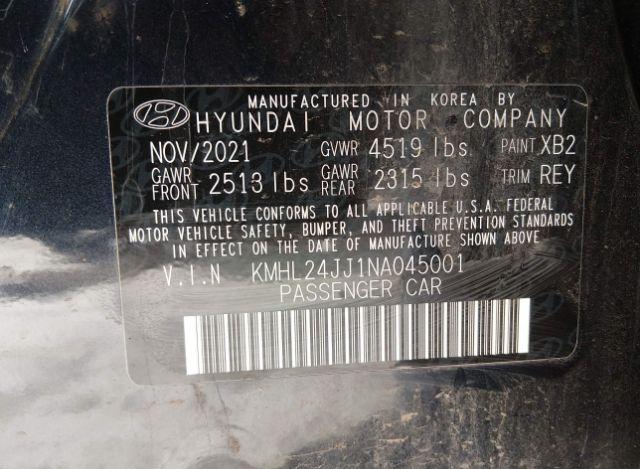 MANUFACTURED IN KOREA BY
HYUNDAI MOTOR COMPANY
NOV/2021 GVWR 4519 lbs PAINT XB2
GAWR FRONT 2513 lbs GAWR REAR 2315 lbs TRIM REY
THIS VEHICLE CONFORMS TO ALL APPLICABLE U.S.A. FEDERAL
MOTOR VEHICLE SAFETY, BUMPER, AND THEFT PREVENTION STANDARDS
IN EFFECT ON THE DATE OF MANUFACTURE SHOWN ABOVE
V.I.N KMHL24JJ1NA045001
PASSENGER CAR